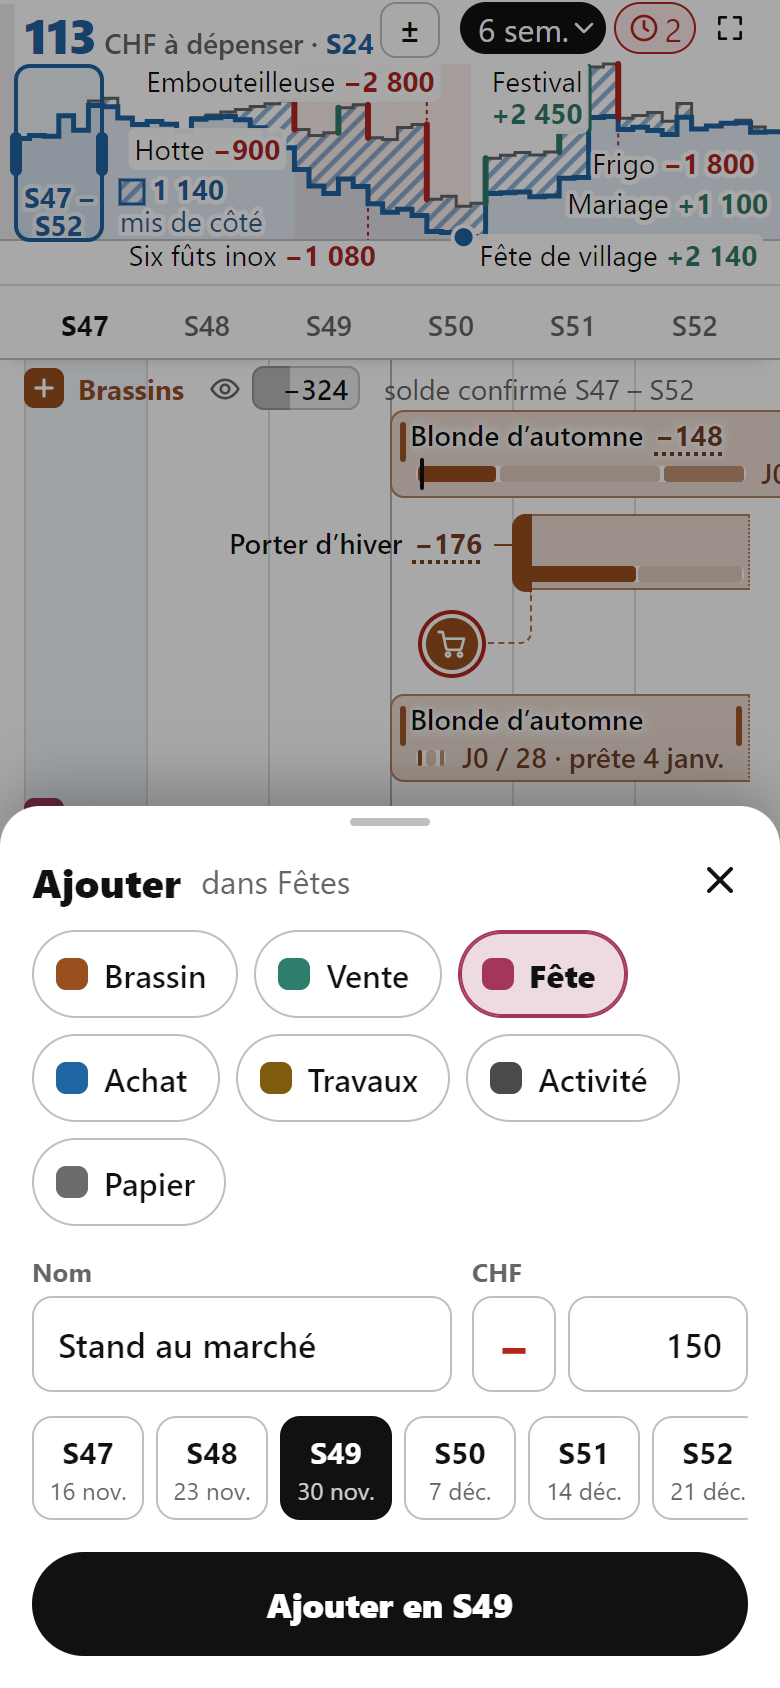 113 CHF à dépenser · S24
±
6 sem.
2
Embouteilleuse −2 800
Festival
+2 450
Hotte −900
Frigo −1 800
1 140
mis de côté
S47 –
S52
Mariage +1 100
Six fûts inox −1 080
Fête de village +2 140
S47 S48 S49 S50 S51 S52
Brassins −324 solde confirmé S47 – S52
Blonde d’automne −148
J0
Porter d’hiver −176
Blonde d’automne
J0 / 28 · prête 4 janv.
Ajouter dans Fêtes
Brassin Vente Fête
Achat Travaux Activité
Papier
Nom CHF
Stand au marché − 150
S47 S48 S49 S50 S51 S52
16 nov. 23 nov. 30 nov. 7 déc. 14 déc. 21 déc.
Ajouter en S49